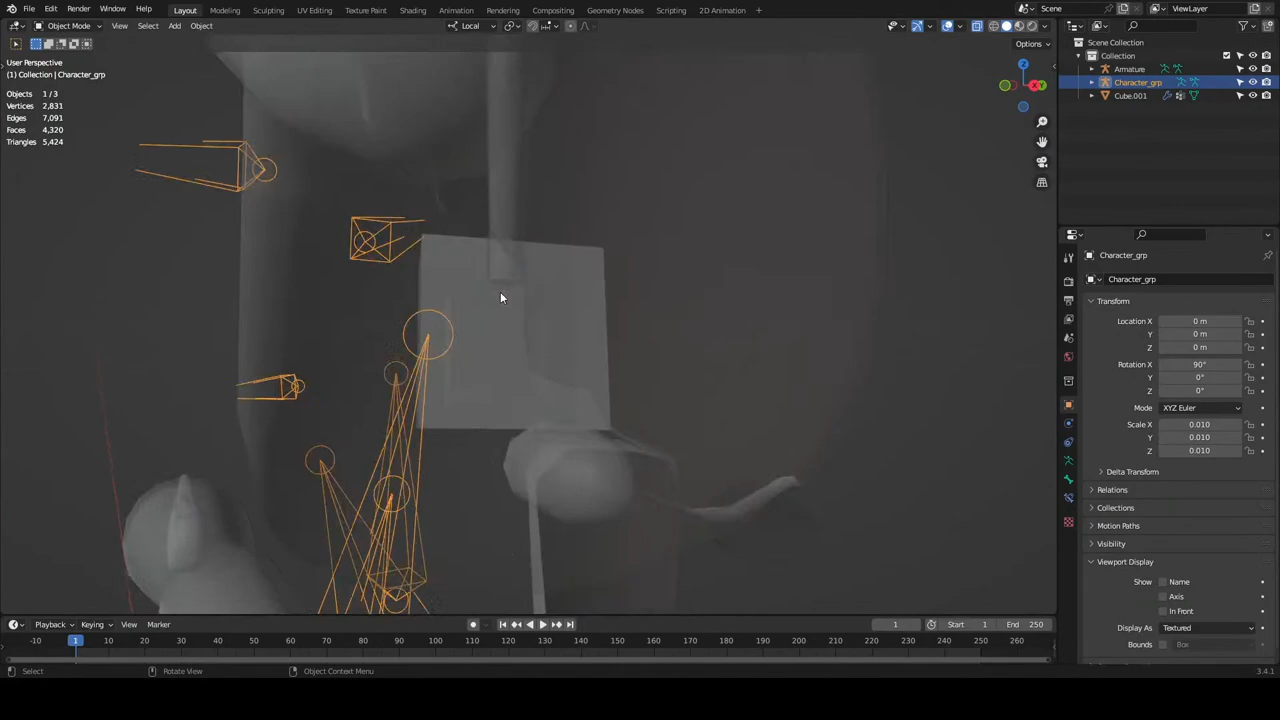 File Edit Render Window Help Layout Modeling Sculpting UV Editing Texture Paint Shading Animation Rendering Compositing Geometry Nodes Scripting 2D Animation + Scene ViewLayer
Object Mode View Select Add Object Local
Options
User Perspective
(1) Collection | Character_grp
Objects 1/3
Vertices 2,831
Edges 7,091
Faces 4,320
Triangles 5,424
Z
X Y
Scene Collection
Collection
Armature
Character_grp
Cube.001
Character_grp
Character_grp
Transform
Location X 0 m
Y 0 m
Z 0 m
Rotation X 90°
Y 0°
Z 0°
Mode XYZ Euler
Scale X 0.010
Y 0.010
Z 0.010
Delta Transform
Relations
Collections
Motion Paths
Visibility
Viewport Display
Show Name
Axis
In Front
Display As Textured
Bounds Box
Playback Keying View Marker 1 Start 1 End 250
-10 1 10 20 30 40 50 60 70 80 90 100 110 120 130 140 150 160 170 180 190 200 210 220 230 240 250 260
Select Rotate View Object Context Menu 3.4.1